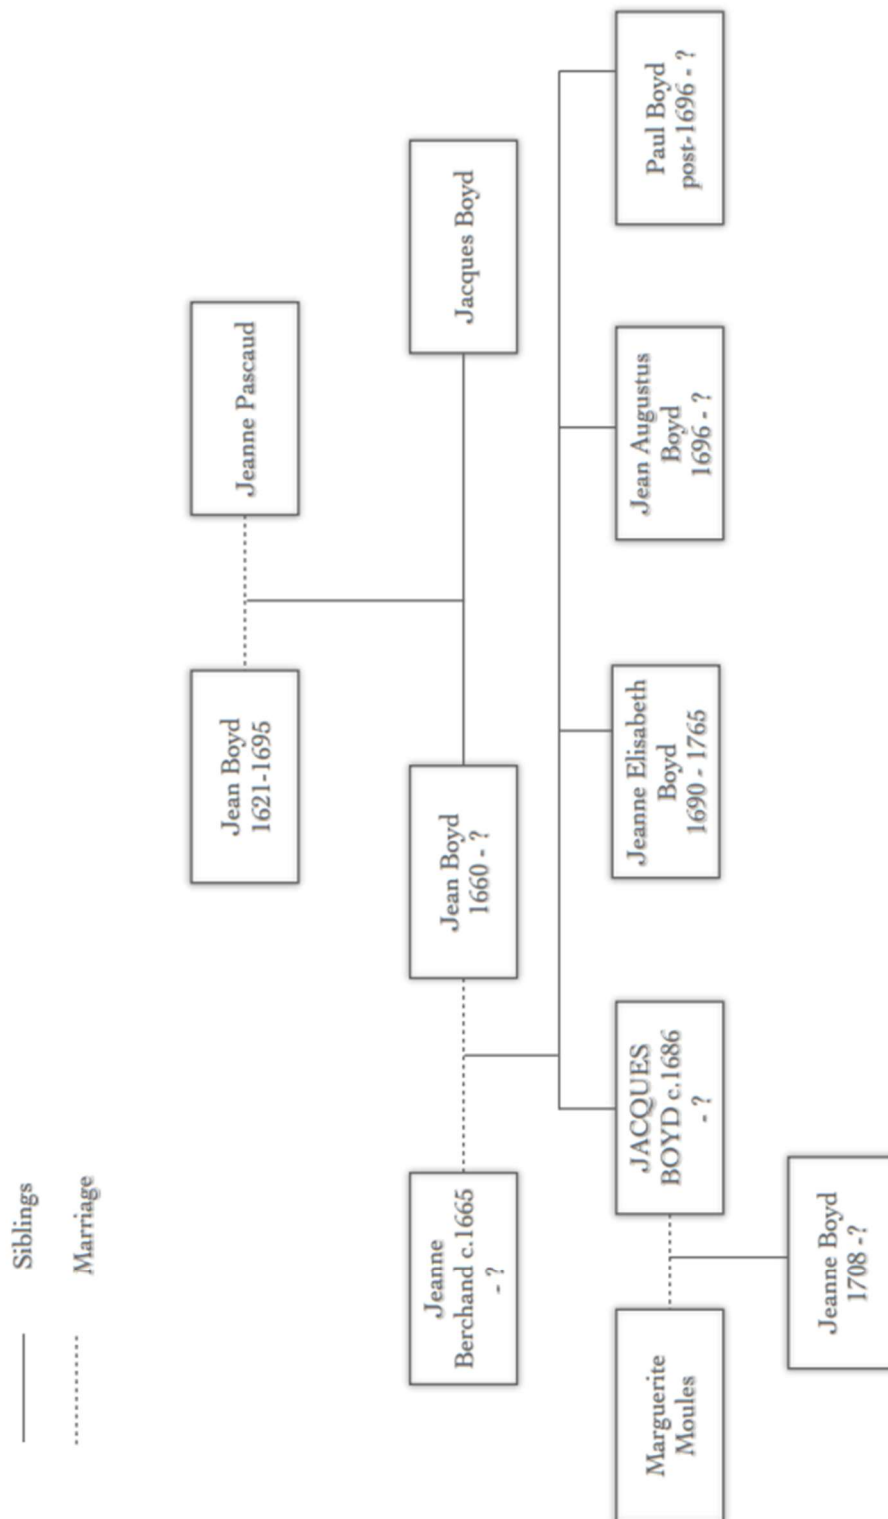 Siblings
Marriage
Jean Boyd
1621-1695
Jeanne Pascaud
Jeanne
Berchand c.1665
- ?
Jean Boyd
1660 - ?
Jacques Boyd
Marguerite
Moules
JACQUES
BOYD c.1686
- ?
Jeanne Elisabeth
Boyd
1690 - 1765
Jean Augustus
Boyd
1696 - ?
Paul Boyd
post-1696 - ?
Jeanne Boyd
1708 -?